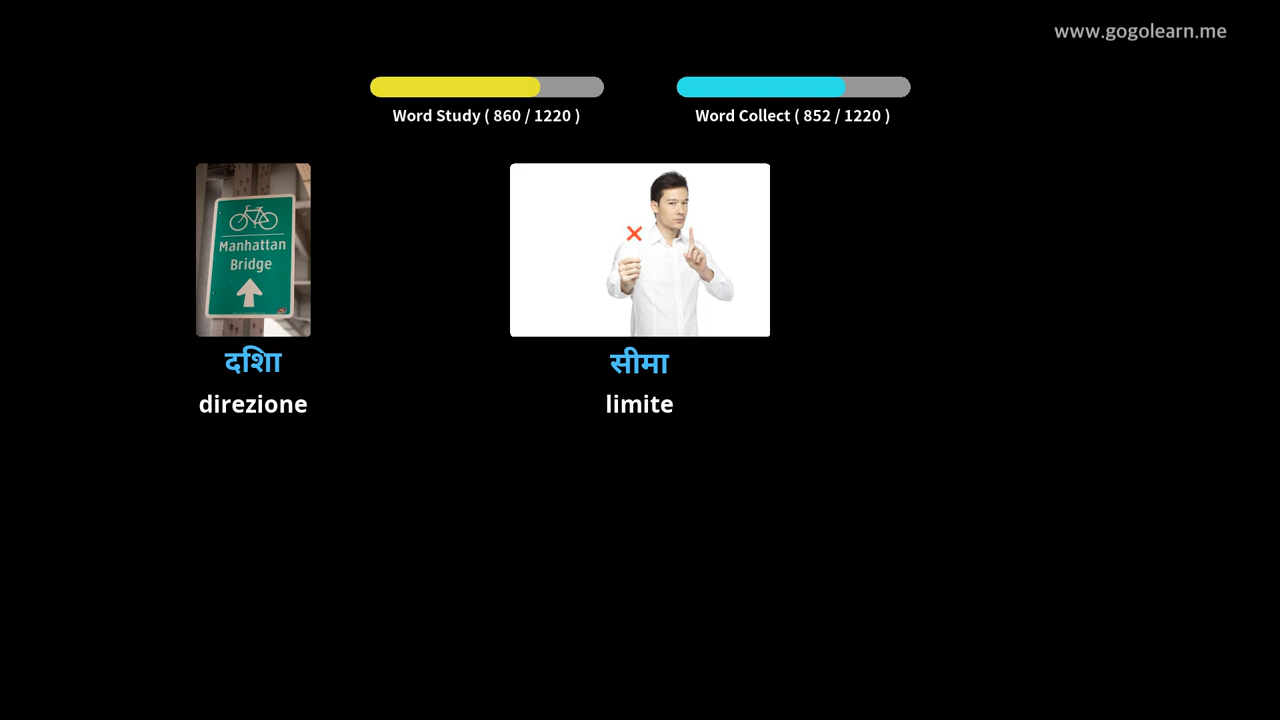 www.gogolearn.me
Word Study ( 860 / 1220 )
Word Collect ( 852 / 1220 )
Manhattan
Bridge
दिशा
सीमा
direzione
limite